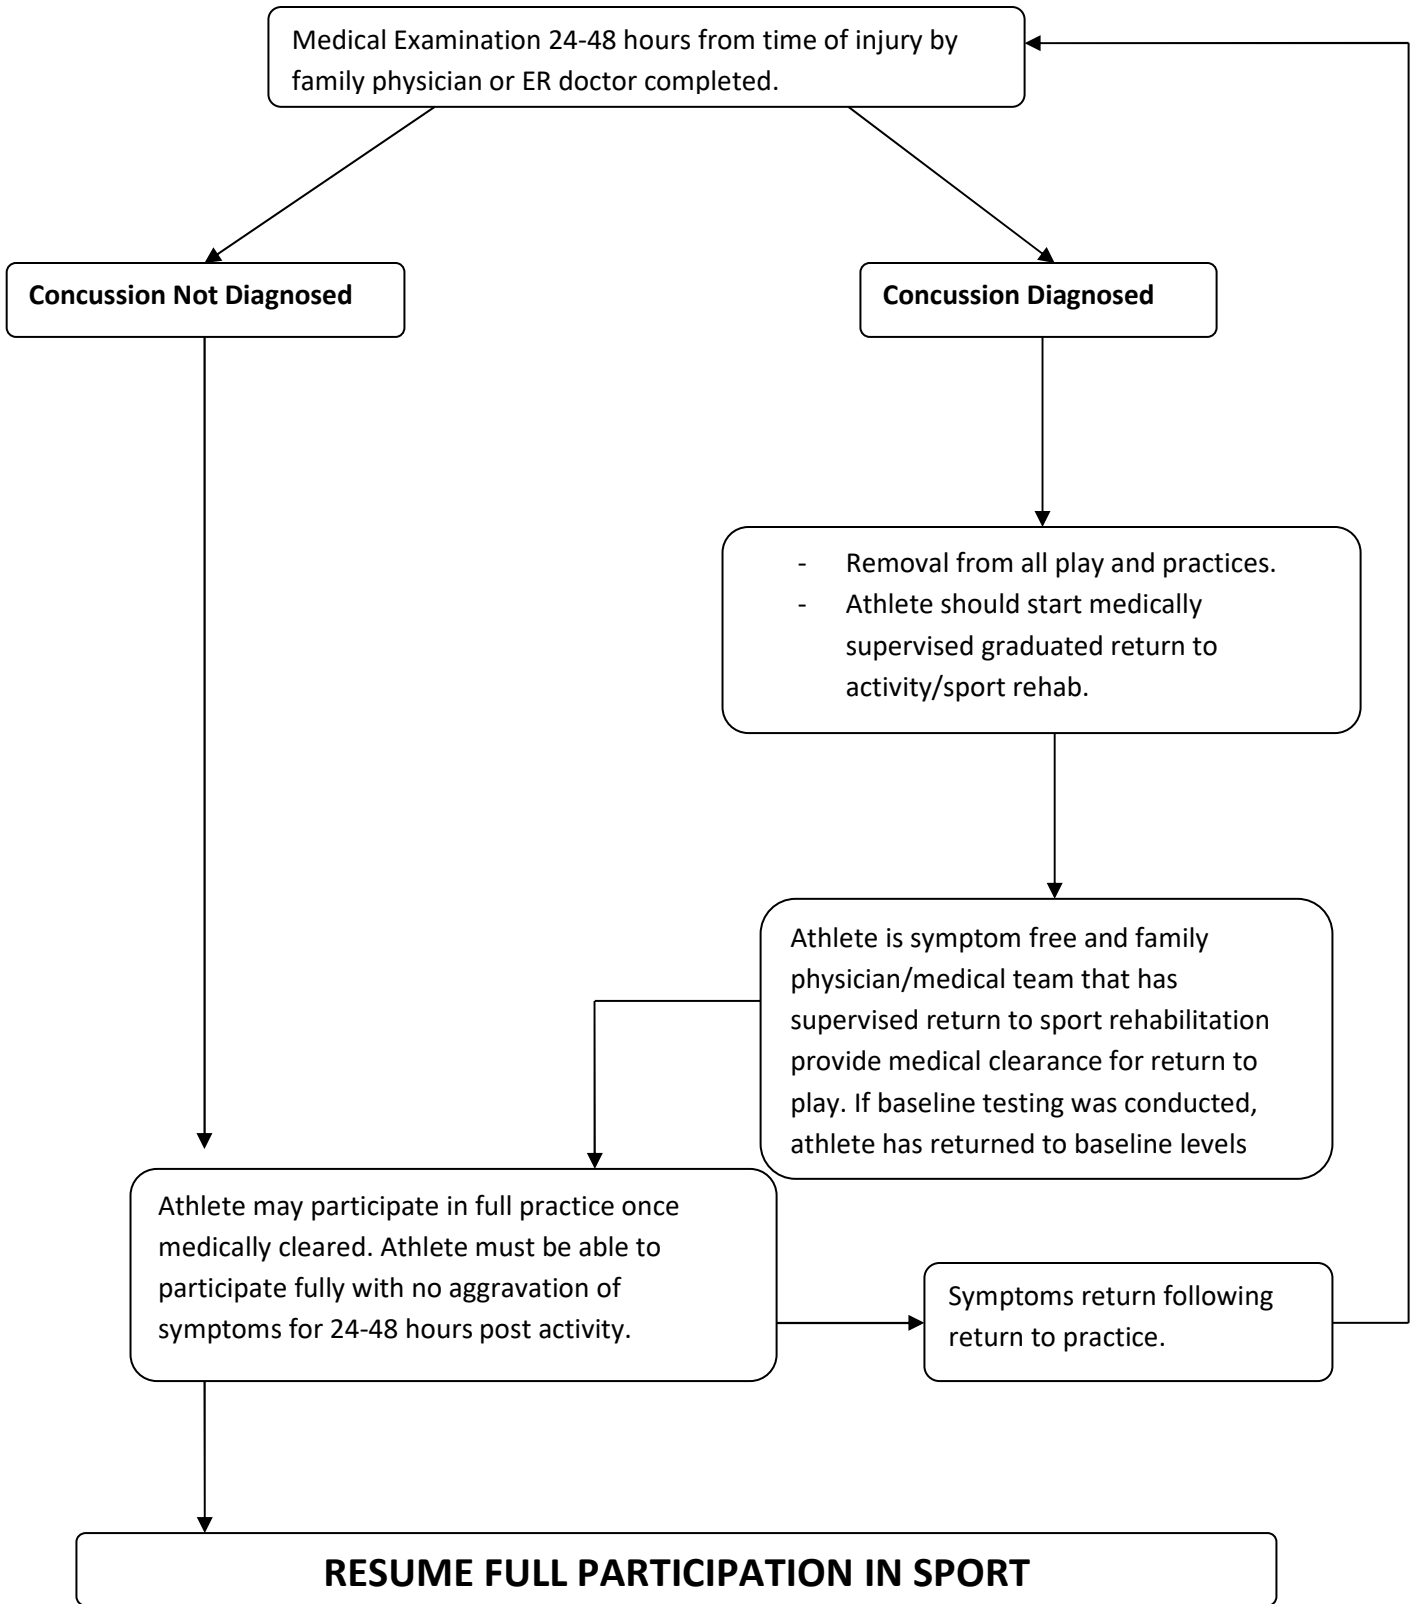 Medical Examination 24-48 hours from time of injury by
family physician or ER doctor completed.
Concussion Not Diagnosed
Concussion Diagnosed
- Removal from all play and practices.
- Athlete should start medically
supervised graduated return to
activity/sport rehab.
Athlete is symptom free and family
physician/medical team that has
supervised return to sport rehabilitation
provide medical clearance for return to
play. If baseline testing was conducted,
athlete has returned to baseline levels
Athlete may participate in full practice once
medically cleared. Athlete must be able to
participate fully with no aggravation of
symptoms for 24-48 hours post activity.
Symptoms return following
return to practice.
RESUME FULL PARTICIPATION IN SPORT